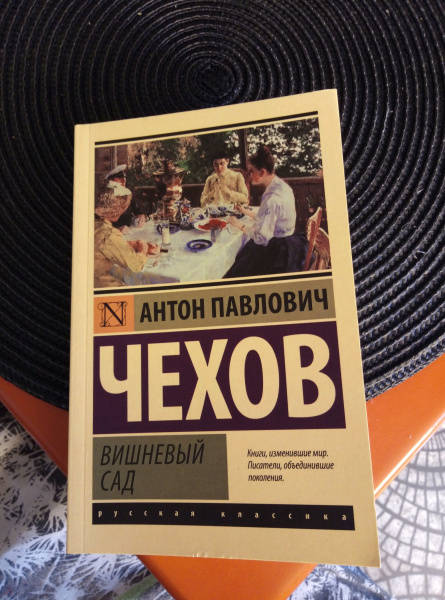 N
АНТОН ПАВЛОВИЧ
ЧЕХОВ
ВИШНЕВЫЙ
САД
Книги, изменившие мир.
Писатели, объединившие
поколения.
русская классика